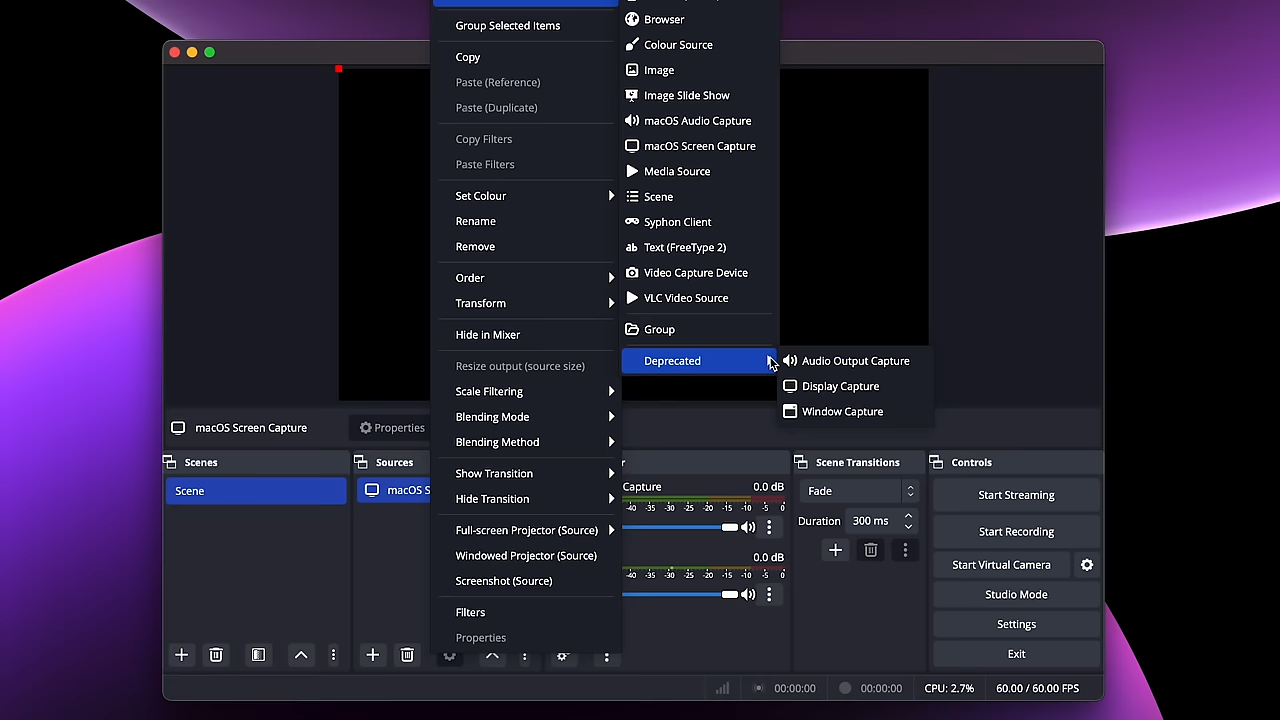 Browser
Group Selected Items
Colour Source
Copy
Image
Paste (Reference)
Image Slide Show
Paste (Duplicate)
macOS Audio Capture
Copy Filters
macOS Screen Capture
Paste Filters
Media Source
Set Colour
Scene
Rename
Syphon Client
Remove
ab Text (FreeType 2)
Order
Video Capture Device
Transform
VLC Video Source
Hide in Mixer
Group
Resize output (source size)
Deprecated
Audio Output Capture
Scale Filtering
Display Capture
Blending Mode
Window Capture
macOS Screen Capture
Properties
Blending Method
Scenes
Sources
Scene Transitions
Controls
Show Transition
Scene
macOS S
Hide Transition
Capture
0.0 dB
-40 -35 -30 -25 -20 -15 -10 -5 0
Fade
Start Streaming
Full-screen Projector (Source)
Duration
300 ms
Start Recording
Windowed Projector (Source)
0.0 dB
-40 -35 -30 -25 -20 -15 -10 -5 0
Start Virtual Camera
Screenshot (Source)
Studio Mode
Filters
Settings
Properties
Exit
00:00:00
00:00:00
CPU: 2.7%
60.00 / 60.00 FPS